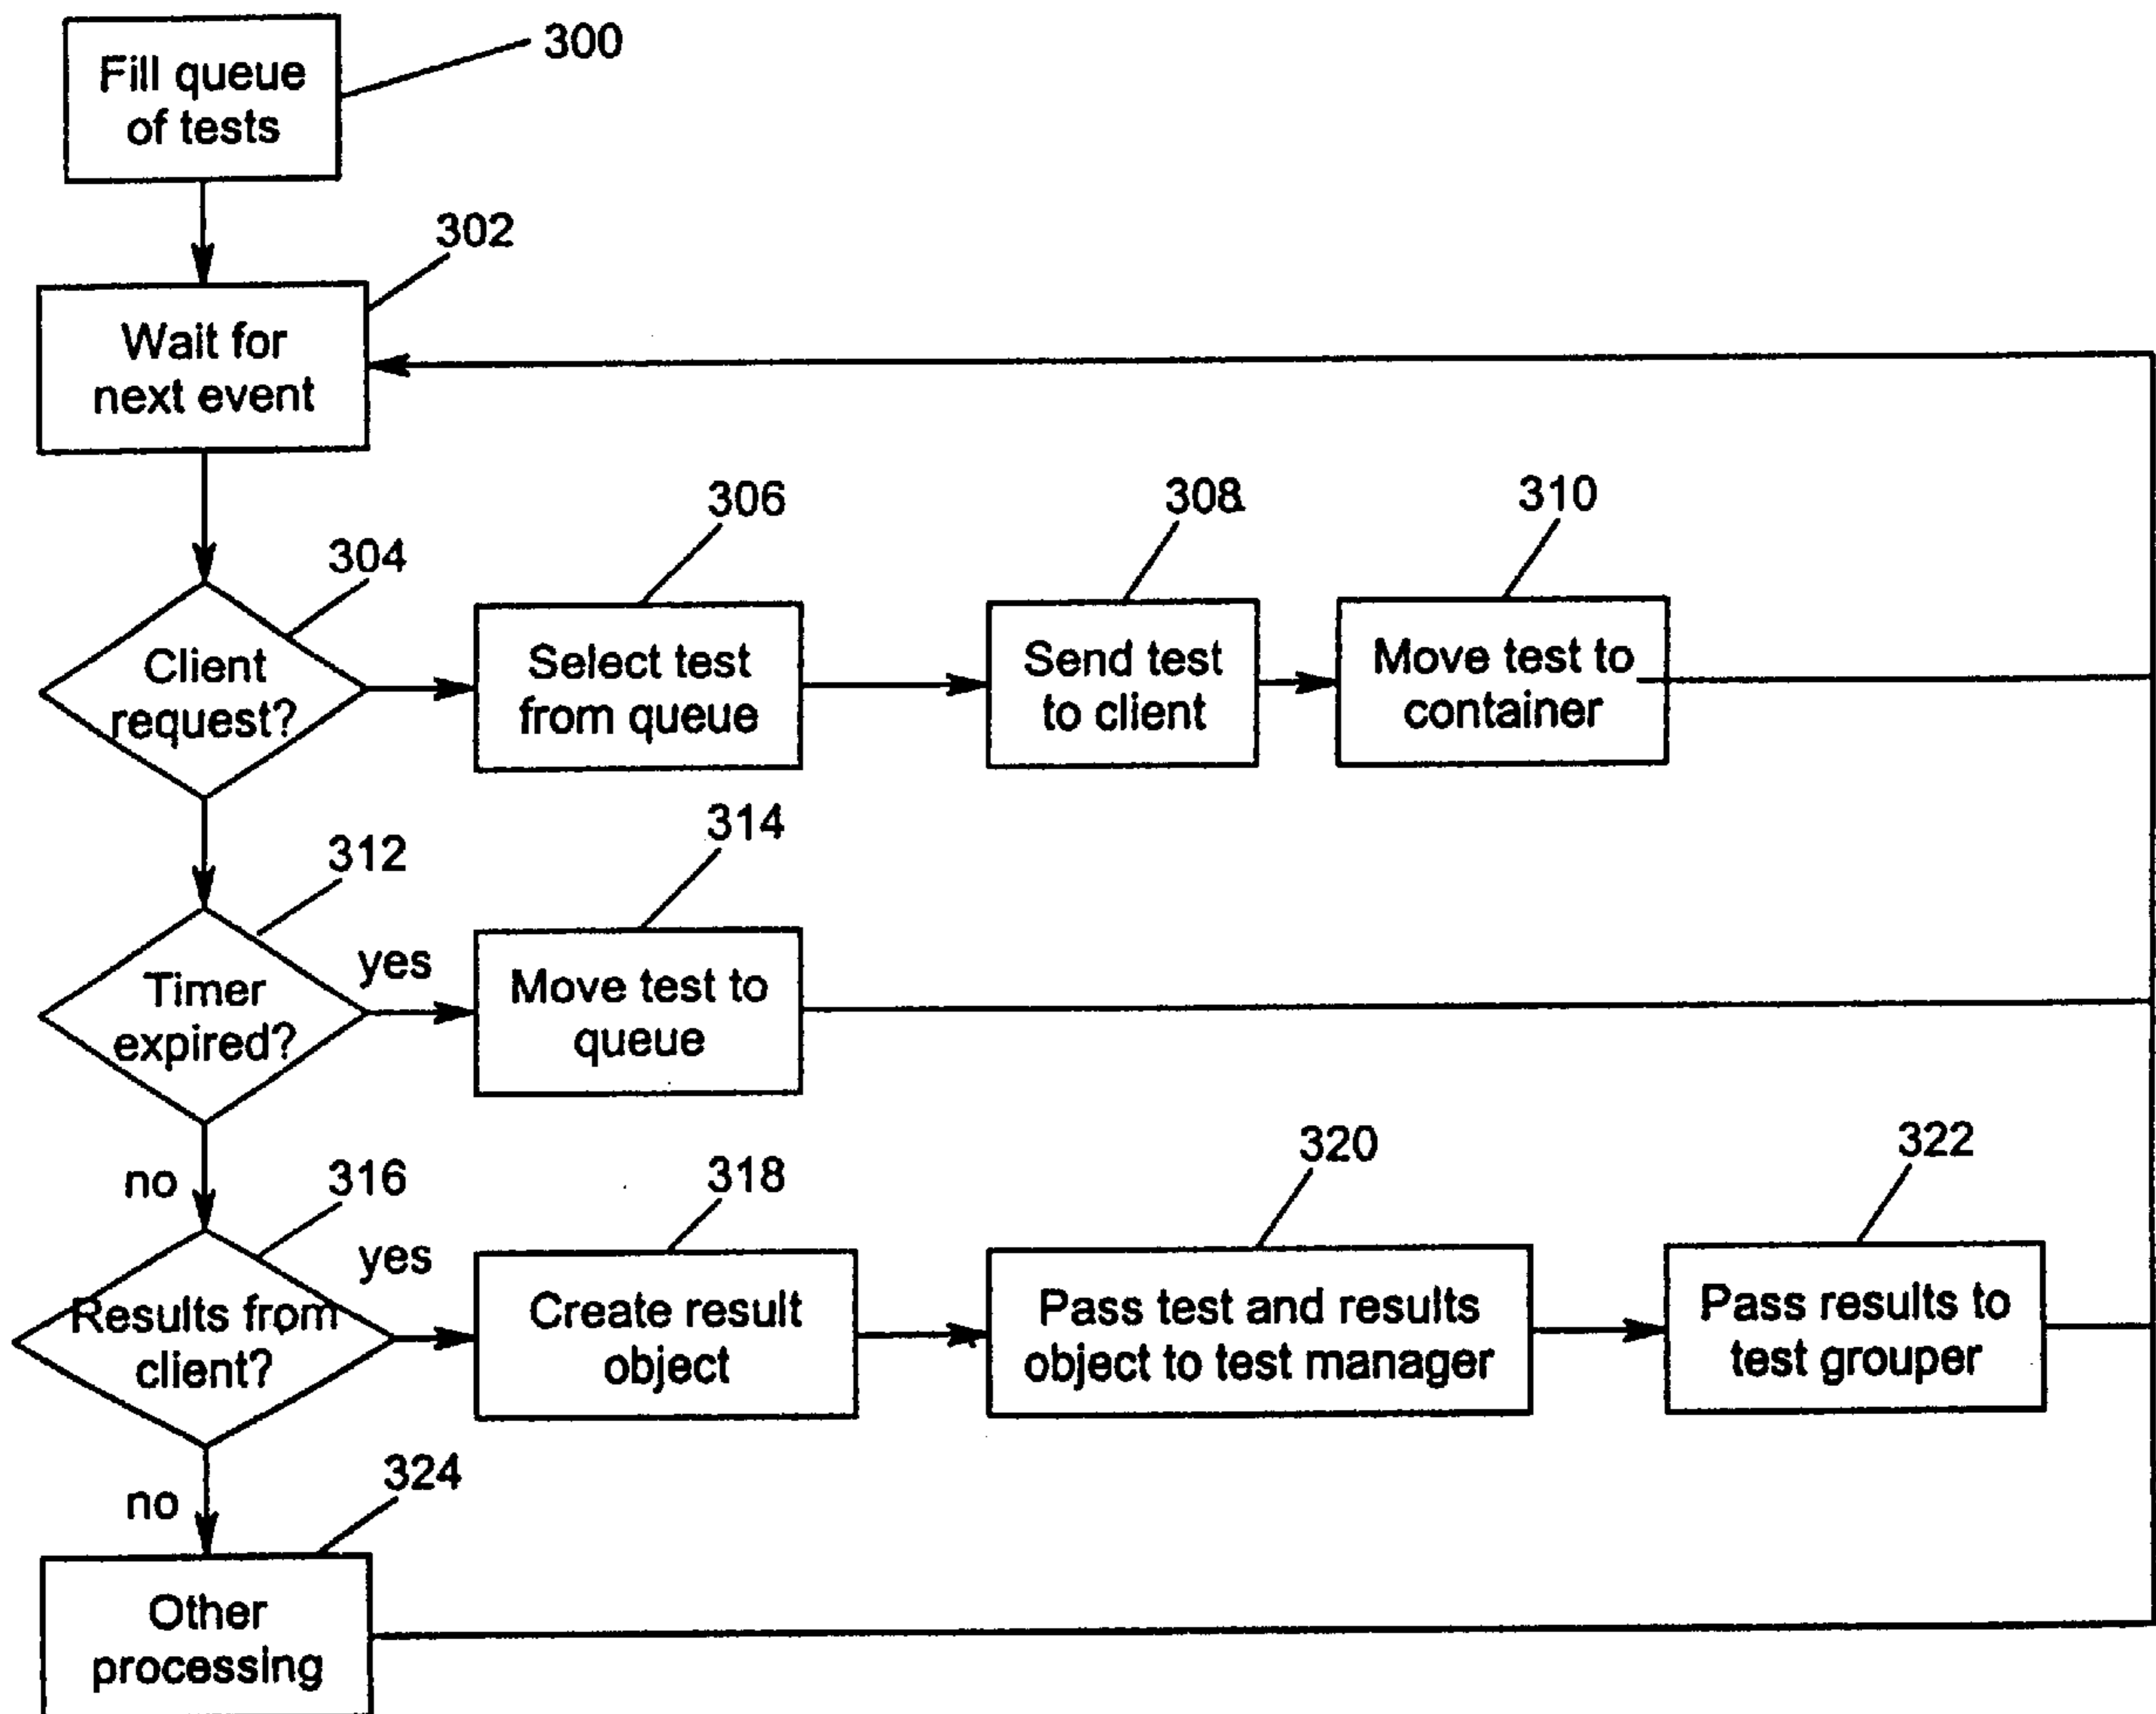 Fill queue
of tests
300
302
Wait for
next event
304
306
308
310
Client
request?
Select test
from queue
Send test
to client
Move test to
container
312
314
Timer
expired?
yes
Move test to
queue
no
316
318
320
322
Results from
client?
yes
Create result
object
Pass test and results
object to test manager
Pass results to
test grouper
no
324
Other
processing